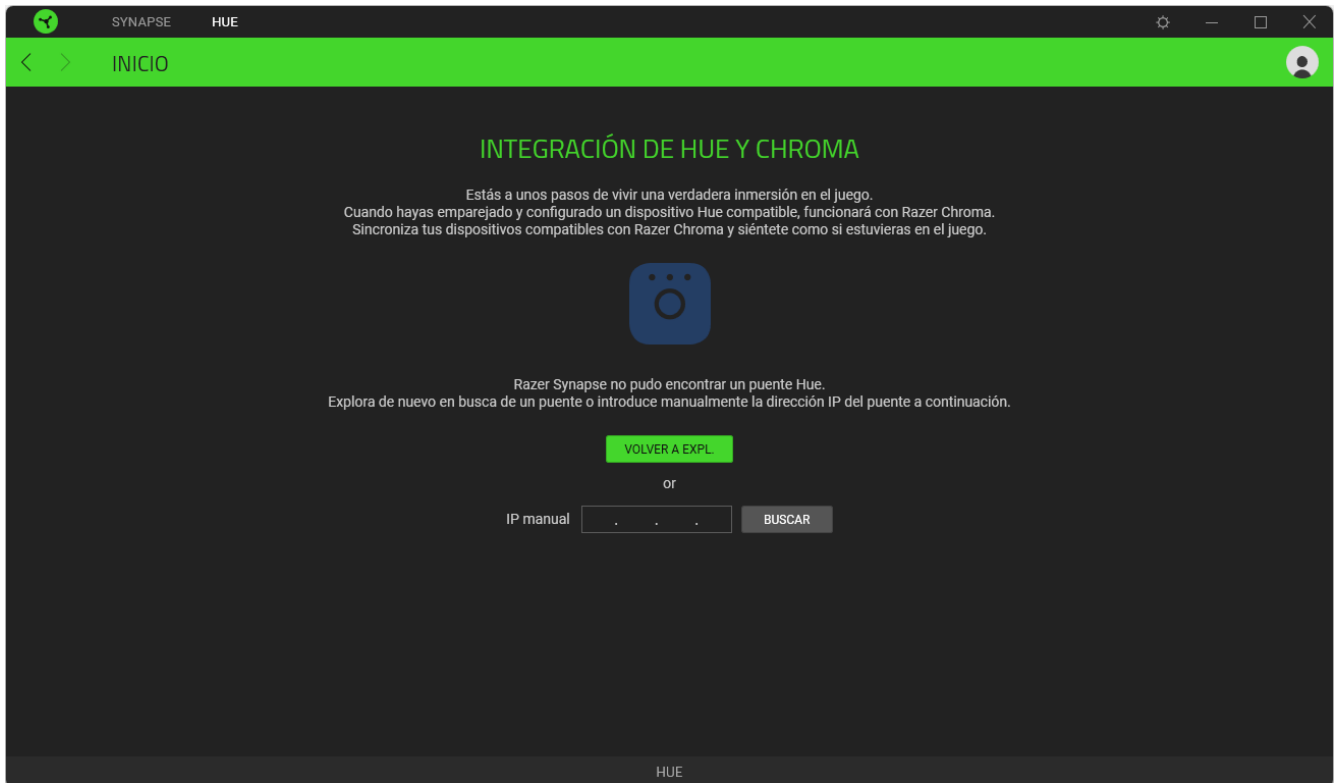 SYNAPSE HUE
INICIO
INTEGRACIÓN DE HUE Y CHROMA
Estás a unos pasos de vivir una verdadera inmersión en el juego.
Cuando hayas emparejado y configurado un dispositivo Hue compatible, funcionará con Razer Chroma.
Sincroniza tus dispositivos compatibles con Razer Chroma y siéntete como si estuvieras en el juego.
Razer Synapse no pudo encontrar un puente Hue.
Explora de nuevo en busca de un puente o introduce manualmente la dirección IP del puente a continuación.
VOLVER A EXPL.
or
IP manual . . . BUSCAR
HUE